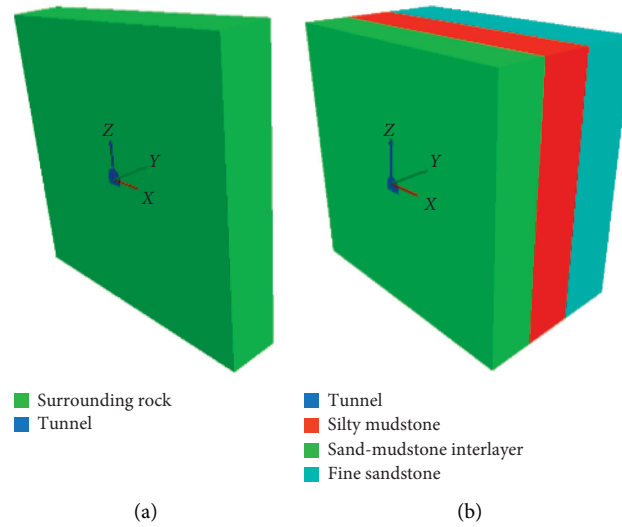 Z
Y
X
Z
Y
X
Surrounding rock
Tunnel
Tunnel
Silty mudstone
Sand-mudstone interlayer
Fine sandstone
(a)
(b)